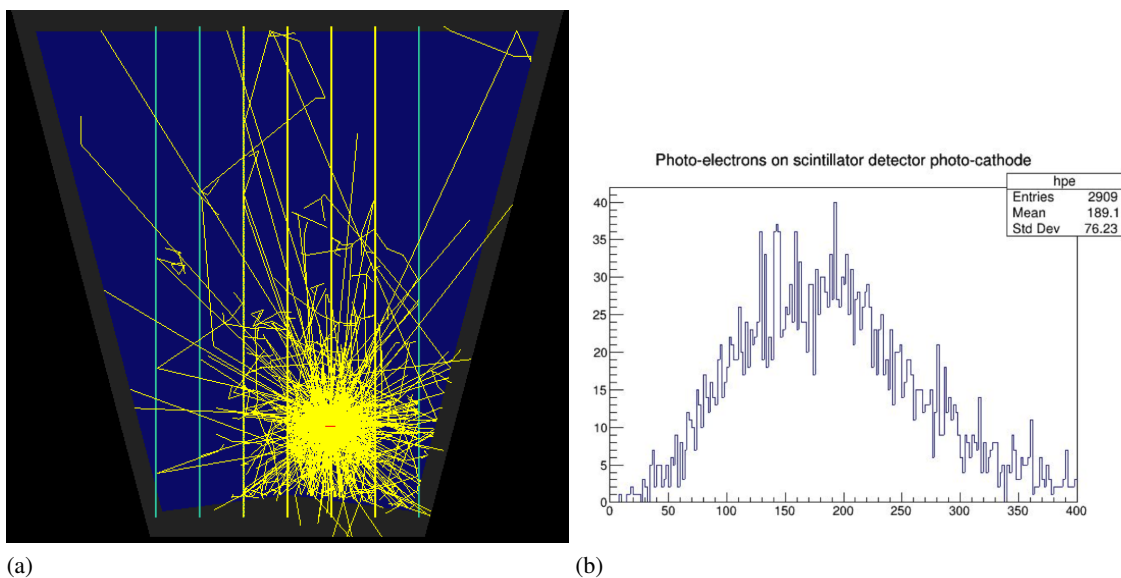 Photo-electrons on scintillator detector photo-cathode
hpe
Entries 2909
Mean 189.1
Std Dev 76.23
40
35
30
25
20
15
10
5
0
0 50 100 150 200 250 300 350 400
(a) (b)